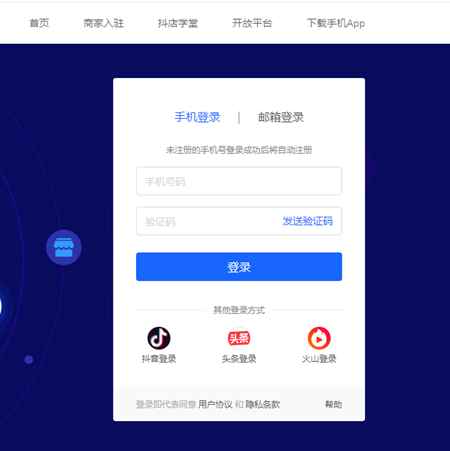 首页 商家入驻 抖店学堂 开放平台 下载手机App
手机登录 | 邮箱登录
未注册的手机号登录成功后将自动注册
手机号码
验证码 发送验证码
登录
其他登录方式
头条
抖音登录 头条登录 火山登录
登录即代表同意 用户协议 和 隐私条款 帮助